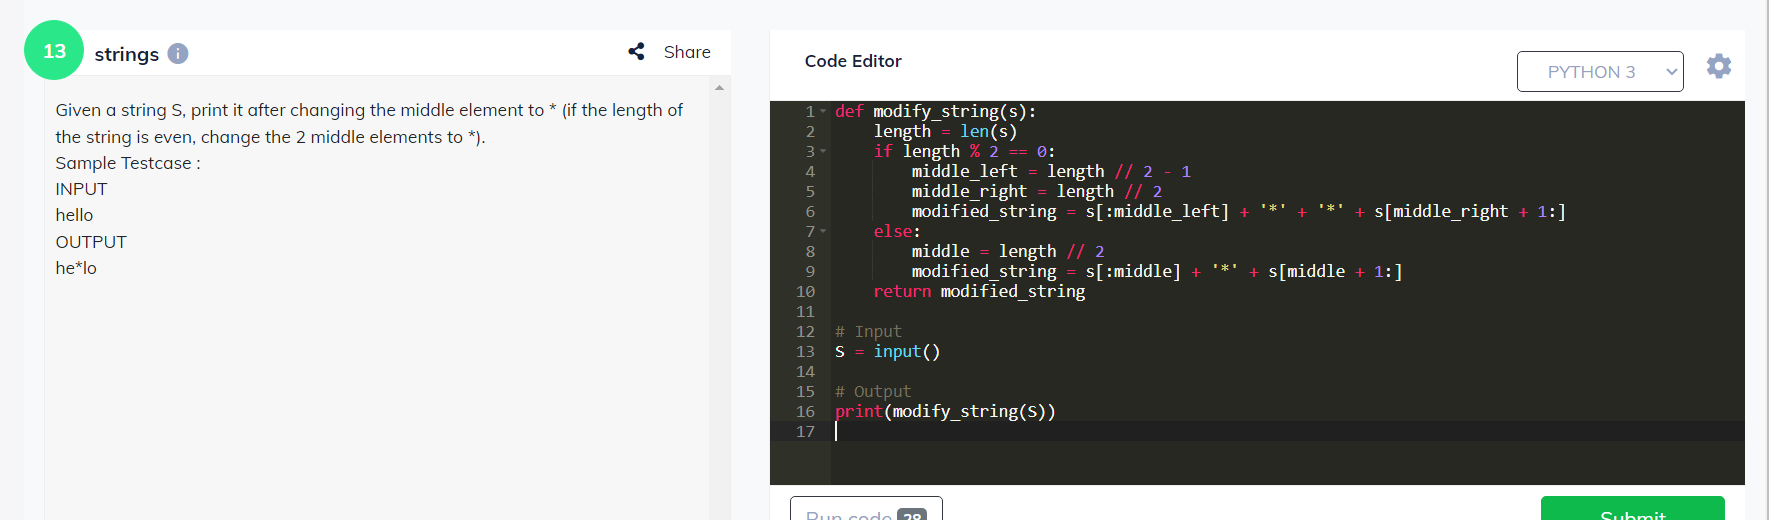 13
strings
Share
Given a string S, print it after changing the middle element to * (if the length of
the string is even, change the 2 middle elements to *).
Sample Testcase :
INPUT
hello
OUTPUT
he*lo
Code Editor
PYTHON 3
1 def modify_string(s):
2     length = len(s)
3     if length % 2 == 0:
4         middle_left = length // 2 - 1
5         middle_right = length // 2
6         modified_string = s[:middle_left] + '*' + '*' + s[middle_right + 1:]
7     else:
8         middle = length // 2
9         modified_string = s[:middle] + '*' + s[middle + 1:]
10     return modified_string
11
12 # Input
13 S = input()
14
15 # Output
16 print(modify_string(S))
17
Run code 28
Submit